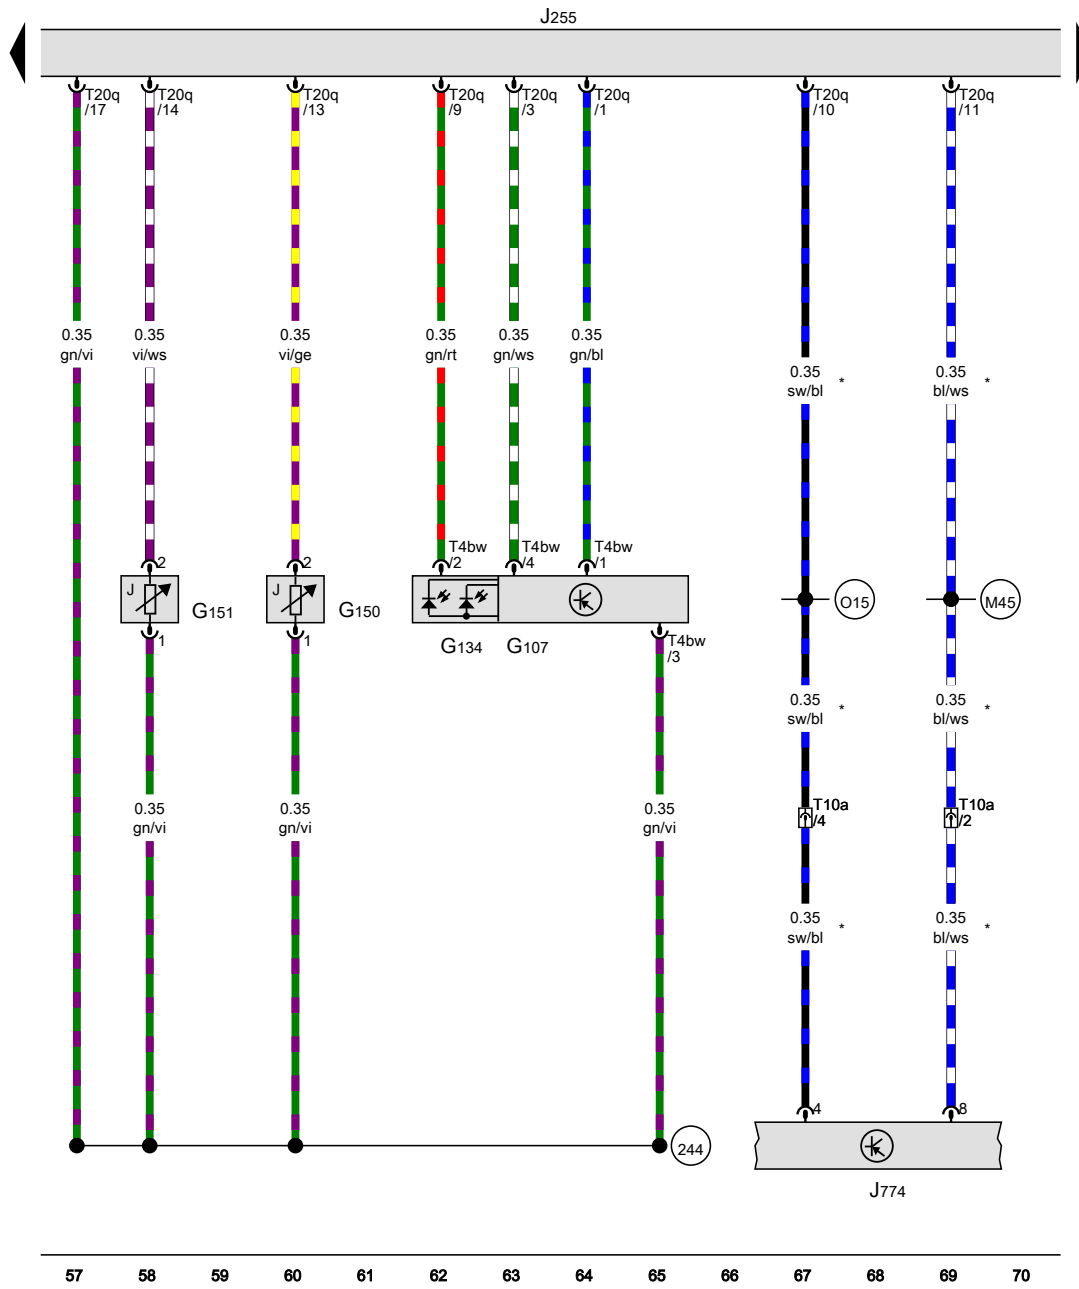 J255
T20q
/17
T20q
/14
T20q
/13
T20q
/9
T20q
/3
T20q
/1
T20q
/10
T20q
/11
0.35
gn/vi
0.35
vi/ws
0.35
vi/ge
0.35
gn/rt
0.35
gn/ws
0.35
gn/bl
0.35
sw/bl *
0.35
bl/ws *
2
2
T4bw
/2
T4bw
/4
T4bw
/1
J
G151
J
G150
O15
M45
1
1
G134
G107
T4bw
/3
0.35
sw/bl *
0.35
bl/ws *
0.35
gn/vi
0.35
gn/vi
0.35
gn/vi
T10a
/4
T10a
/2
0.35
sw/bl *
0.35
bl/ws *
4
8
244
J774
57 58 59 60 61 62 63 64 65 66 67 68 69 70